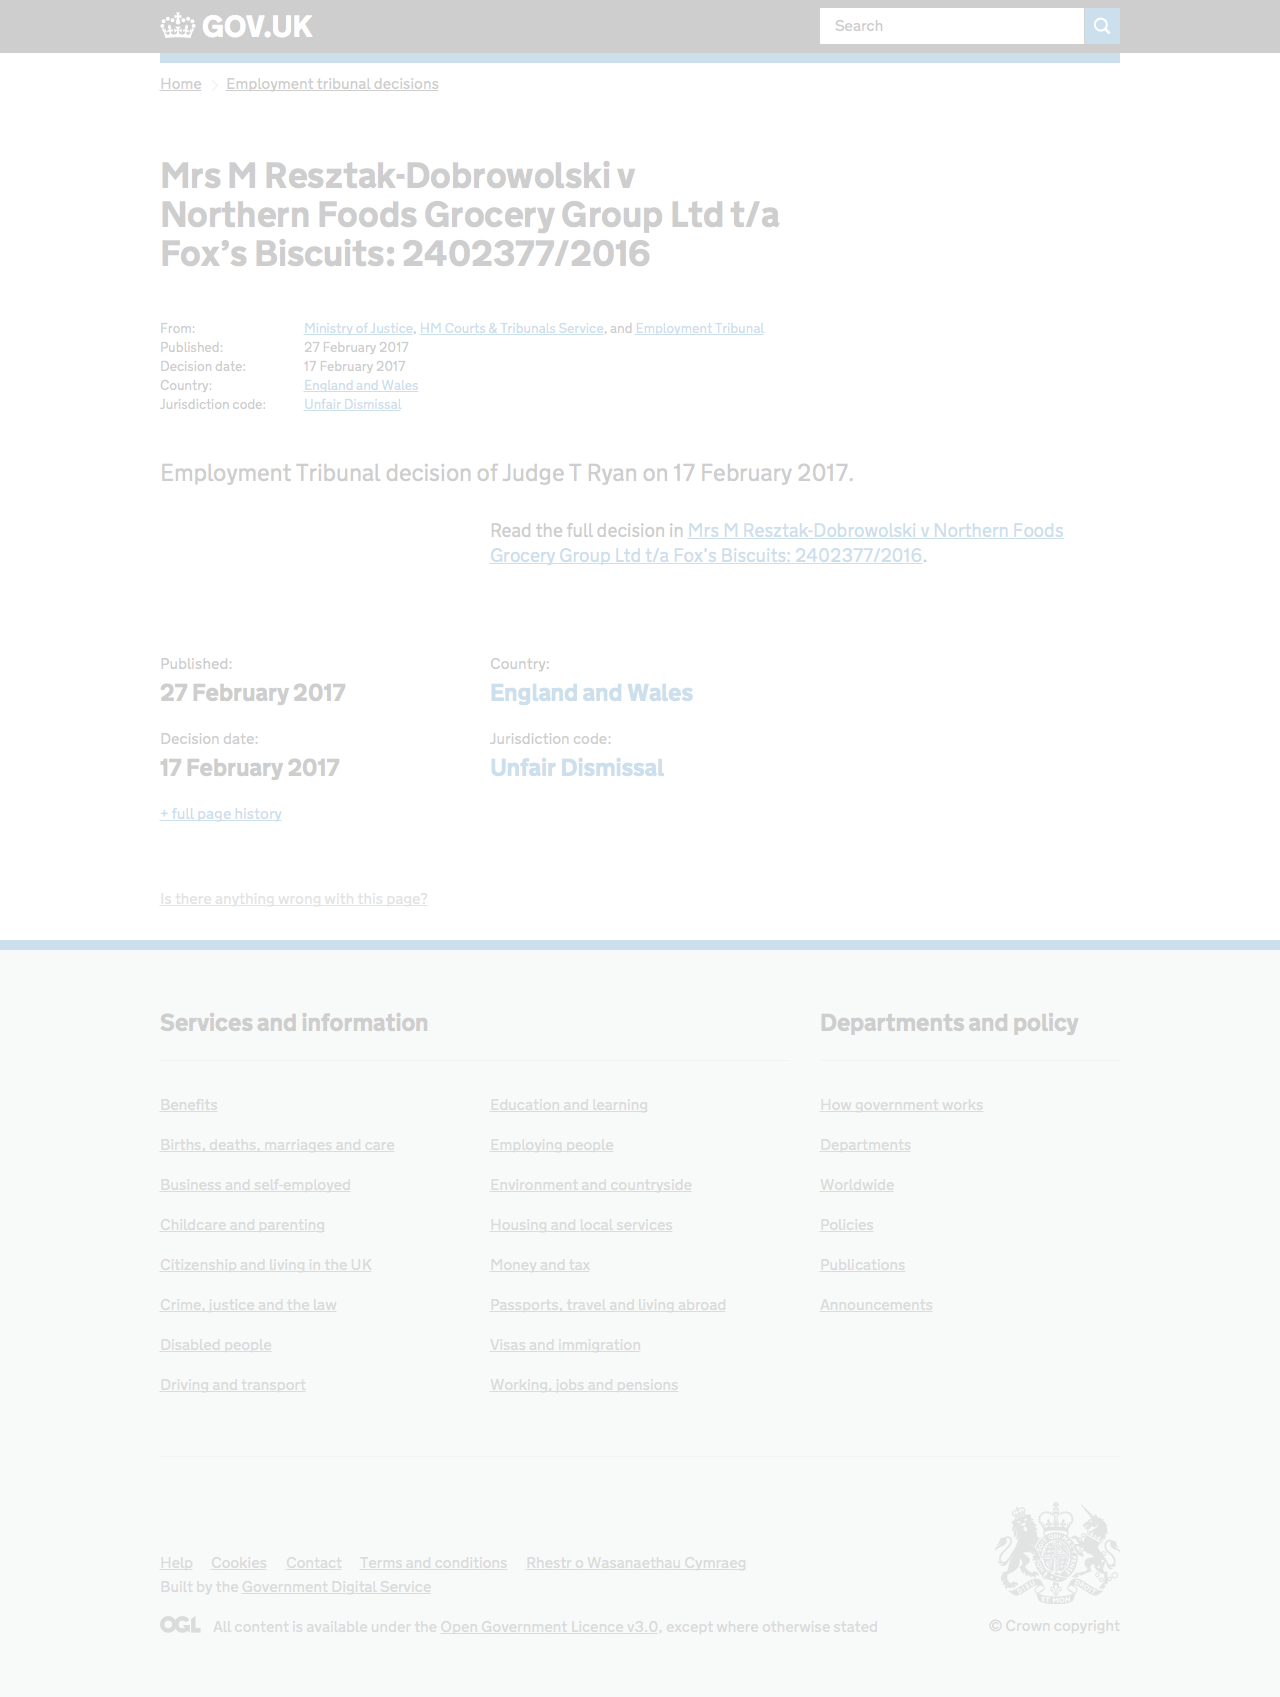 GOV.UK
Search
Home
Employment tribunal decisions
Mrs M Resztak-Dobrowolski v
Northern Foods Grocery Group Ltd t/a
Fox's Biscuits: 2402377/2016
From: Ministry of Justice, HM Courts & Tribunals Service, and Employment Tribunal
Published: 27 February 2017
Decision date: 17 February 2017
Country: England and Wales
Jurisdiction code: Unfair Dismissal
Employment Tribunal decision of Judge T Ryan on 17 February 2017.
Read the full decision in Mrs M Resztak-Dobrowolski v Northern Foods
Grocery Group Ltd t/a Fox's Biscuits: 2402377/2016.
Published:
27 February 2017
Country:
England and Wales
Decision date:
17 February 2017
Jurisdiction code:
Unfair Dismissal
+ full page history
Is there anything wrong with this page?
Services and information
Benefits
Births, deaths, marriages and care
Business and self-employed
Childcare and parenting
Citizenship and living in the UK
Crime, justice and the law
Disabled people
Driving and transport
Education and learning
Employing people
Environment and countryside
Housing and local services
Money and tax
Passports, travel and living abroad
Visas and immigration
Working, jobs and pensions
Departments and policy
How government works
Departments
Worldwide
Policies
Publications
Announcements
Help Cookies Contact Terms and conditions Rhestr o Wasanaethau Cymraeg
Built by the Government Digital Service
OGL All content is available under the Open Government Licence v3.0, except where otherwise stated
© Crown copyright